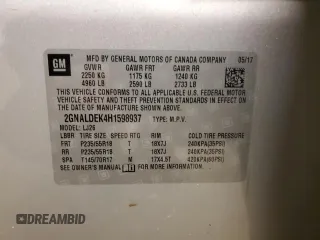 GM
MFD BY GENERAL MOTORS OF CANADA COMPANY 05/17
GVWR GAWR FRT GAWR RR
2250 KG 1175 KG 1240 KG
4960 LB 2590 LB 2733 LB
THIS VEHICLE CONFORMS TO ALL APPLICABLE U.S. FEDERAL
MOTOR VEHICLE SAFETY AND THEFT PREVENTION STANDARDS
IN EFFECT ON THE DATE OF MANUFACTURE SHOWN ABOVE.
2GNALDEK4H1598937 TYPE: M.P.V.
MODEL: LJ26
TIRE SIZE SPEED RTG RIM COLD TIRE PRESSURE
FRT P235/55R18 T 18X7J 240KPA(35PSI)
RR P235/55R18 T 18X7J 240KPA(35PSI)
SPA T145/70R17 M 17X4.5T 420KPA(60PSI)
SEE OWNER'S MANUAL FOR MORE INFORMATION.
DREAMBID